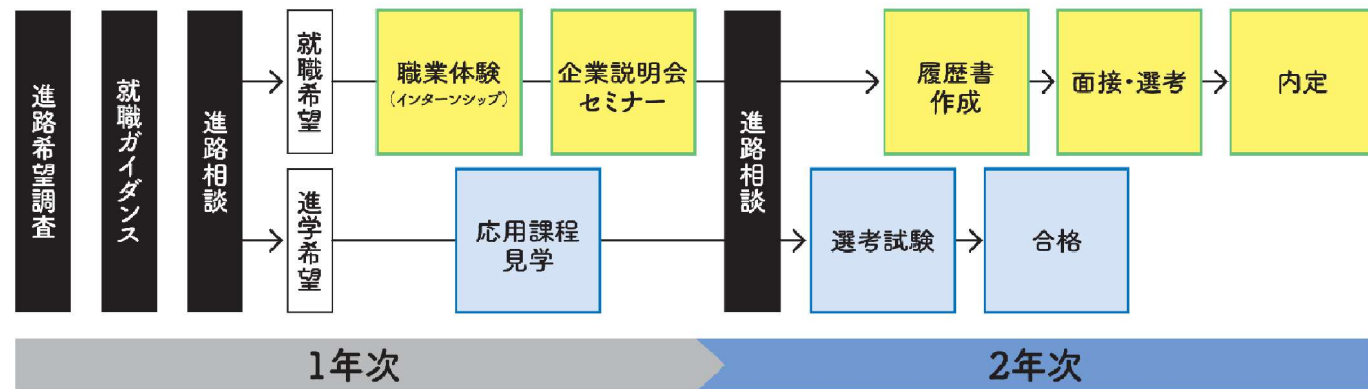 進路希望調査
就職ガイダンス
進路相談
就職希望
職業体験
（インターンシップ）
企業説明会
セミナー
進学希望
応用課程
見学
進路相談
履歴書
作成
面接・選考
内定
選考試験
合格
1年次
2年次